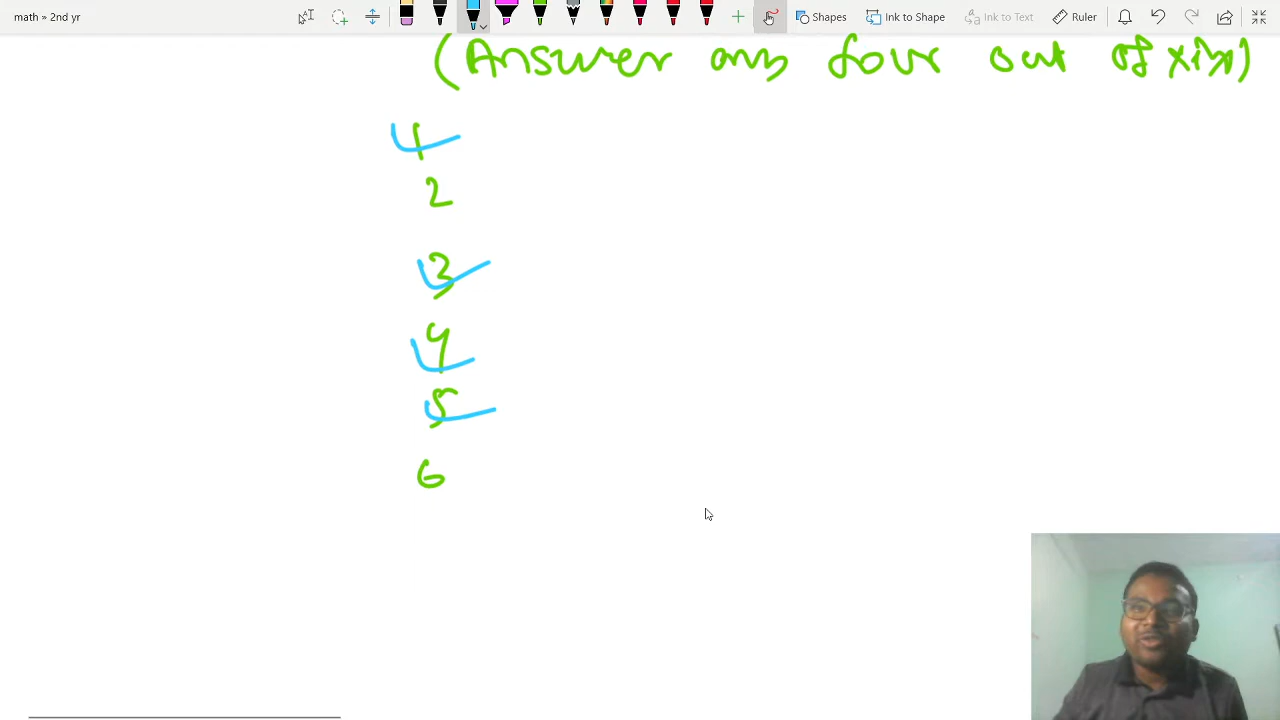 math » 2nd yr
Shapes Ink to Shape Ink to Text Ruler
(Answer any four out of six)
1
2
3
4
5
6